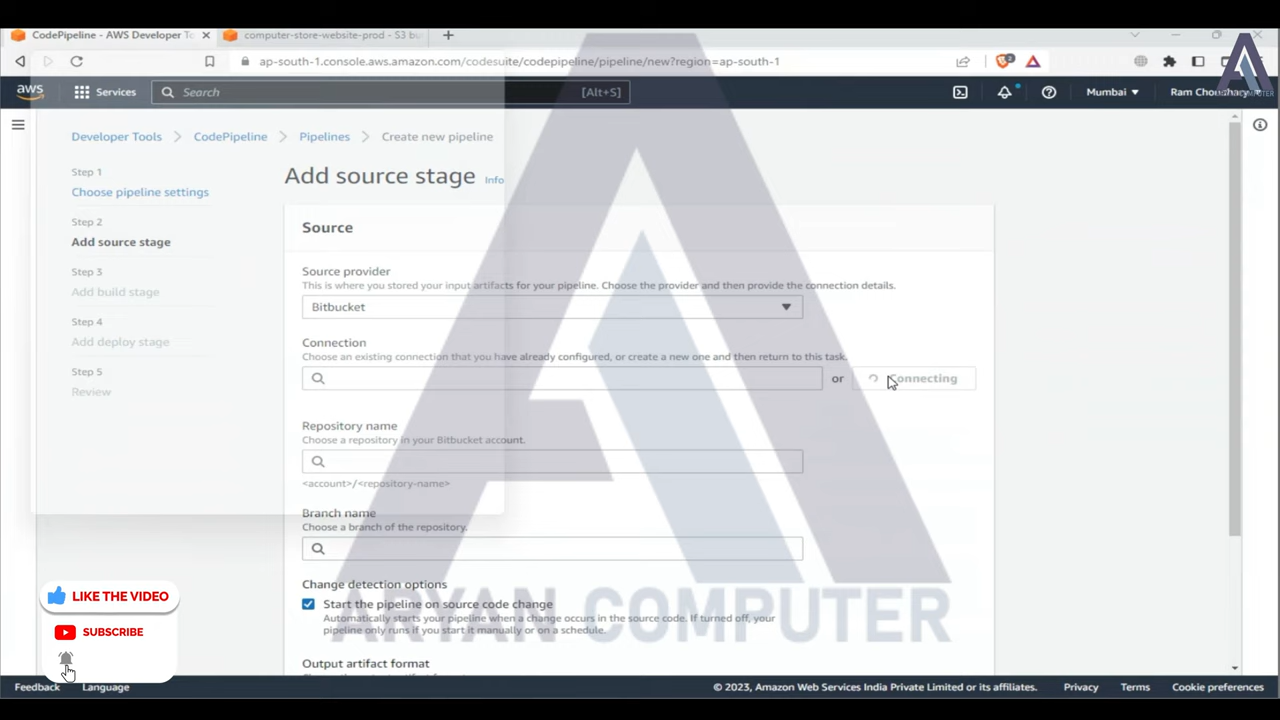 CodePipeline - AWS Developer To
computer-store-website-prod - S3 bu
ap-south-1.console.aws.amazon.com/codesuite/codepipeline/pipeline/new?region=ap-south-1
aws
Services
Search
[Alt+S]
Mumbai
Ram Choudhary
Developer Tools
CodePipeline
Pipelines
Create new pipeline
Step 1
Choose pipeline settings
Step 2
Add source stage
Step 3
Add build stage
Step 4
Add deploy stage
Step 5
Review
Add source stage Info
Source
Source provider
This is where you stored your input artifacts for your pipeline. Choose the provider and then provide the connection details.
Bitbucket
Connection
Choose an existing connection that you have already configured, or create a new one and then return to this task.
or
Connecting
Repository name
Choose a repository in your Bitbucket account.
<account>/<repository-name>
Branch name
Choose a branch of the repository.
Change detection options
Start the pipeline on source code change
Automatically starts your pipeline when a change occurs in the source code. If turned off, your
pipeline only runs if you start it manually or on a schedule.
Output artifact format
ARYAN COMPUTER
ARYAN COMPUTER
LIKE THE VIDEO
SUBSCRIBE
Feedback
Language
© 2023, Amazon Web Services India Private Limited or its affiliates.
Privacy
Terms
Cookie preferences